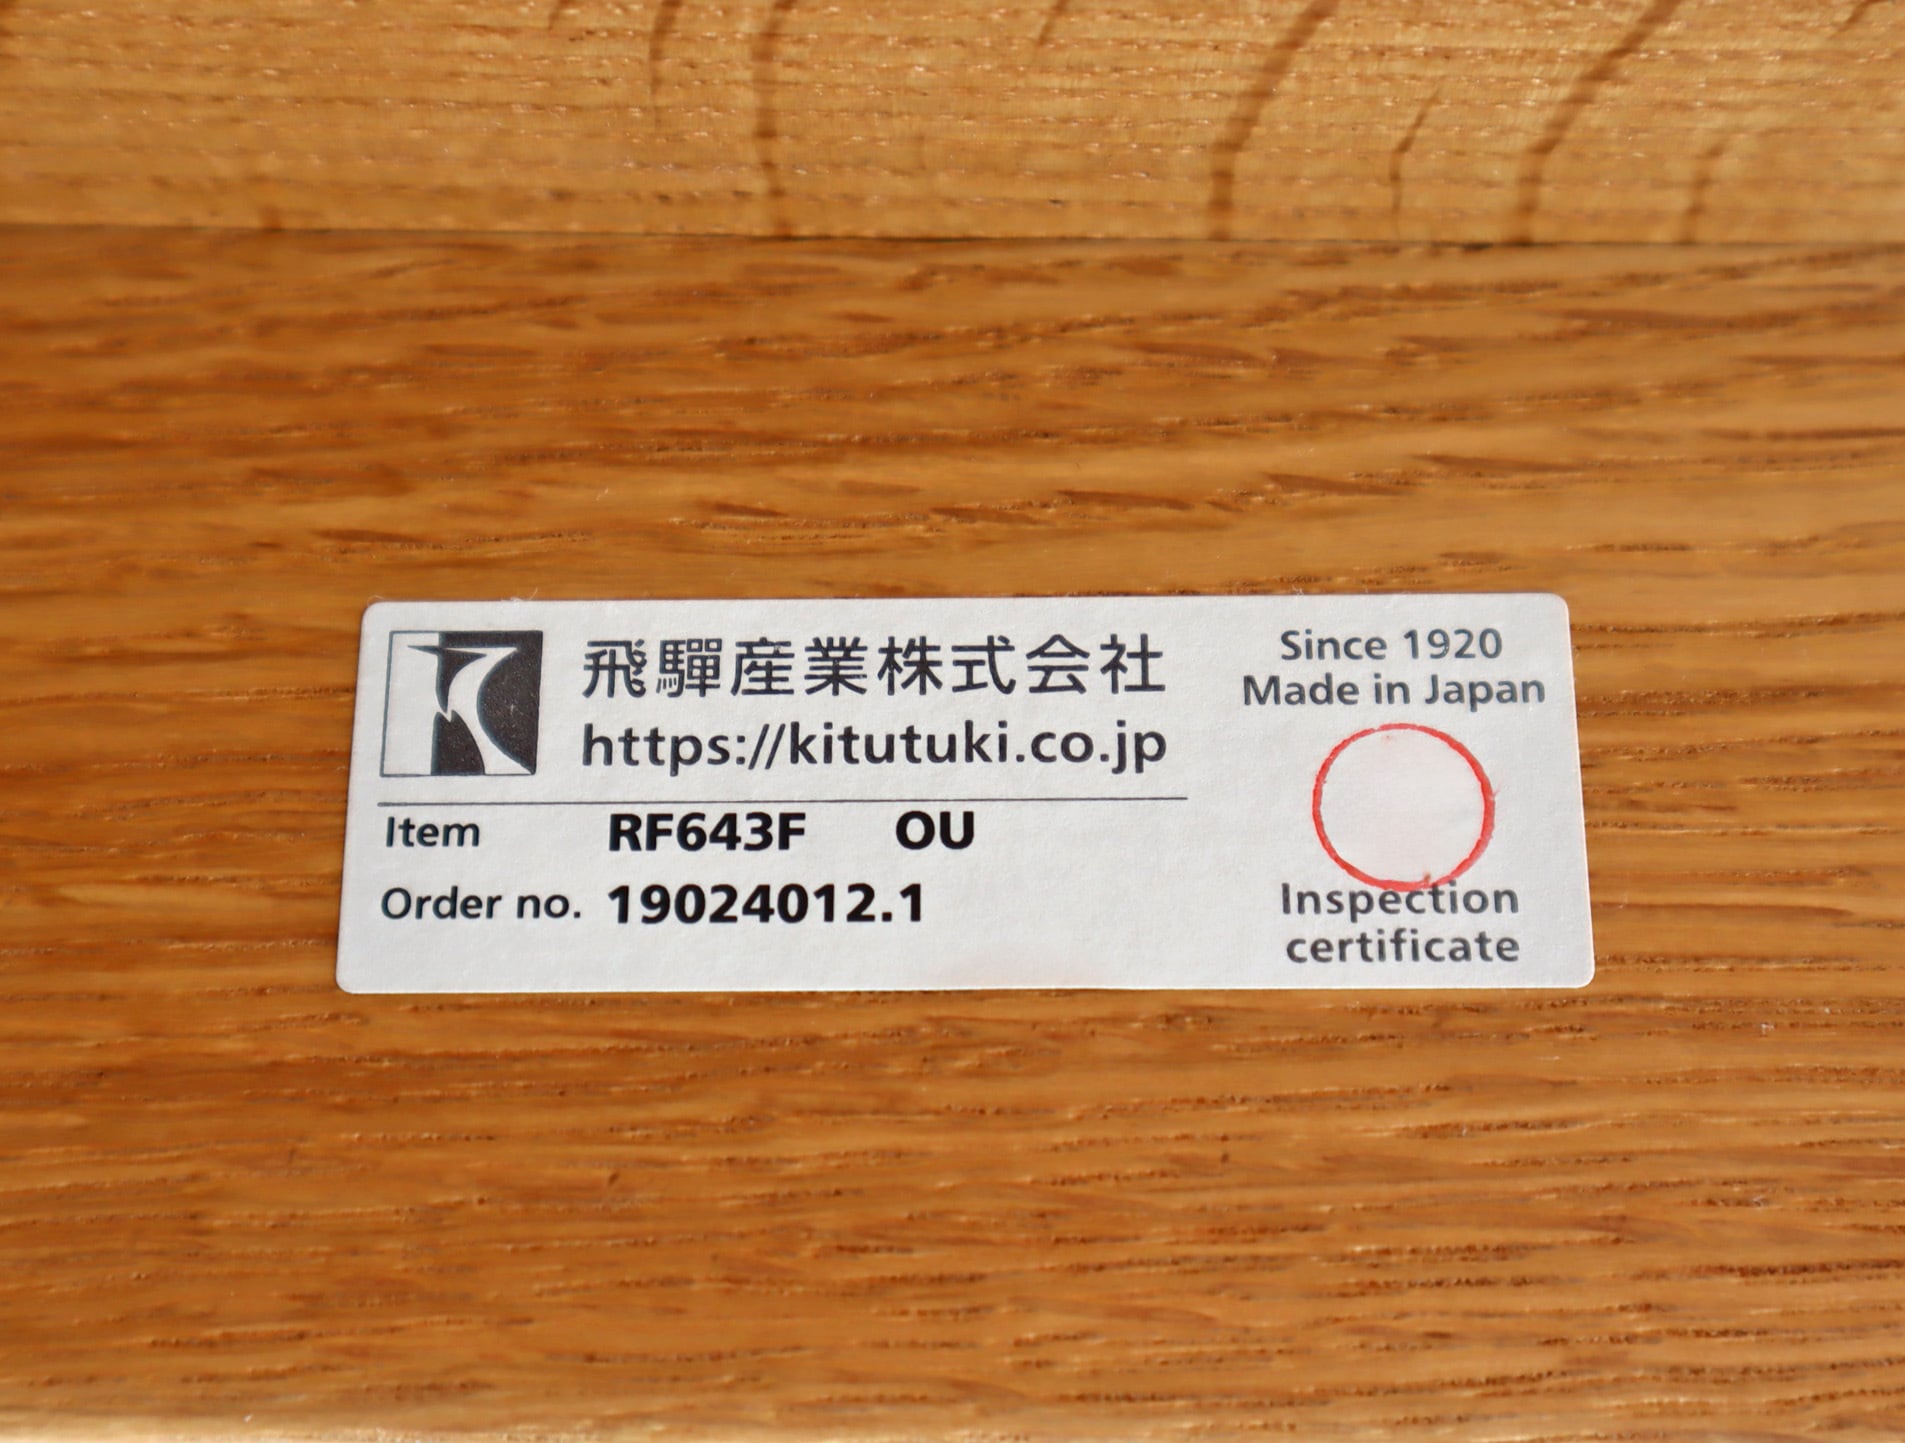 飛驒産業株式会社
https://kitutuki.co.jp
Item RF643F OU
Order no. 19024012.1
Since 1920
Made in Japan
Inspection
certificate